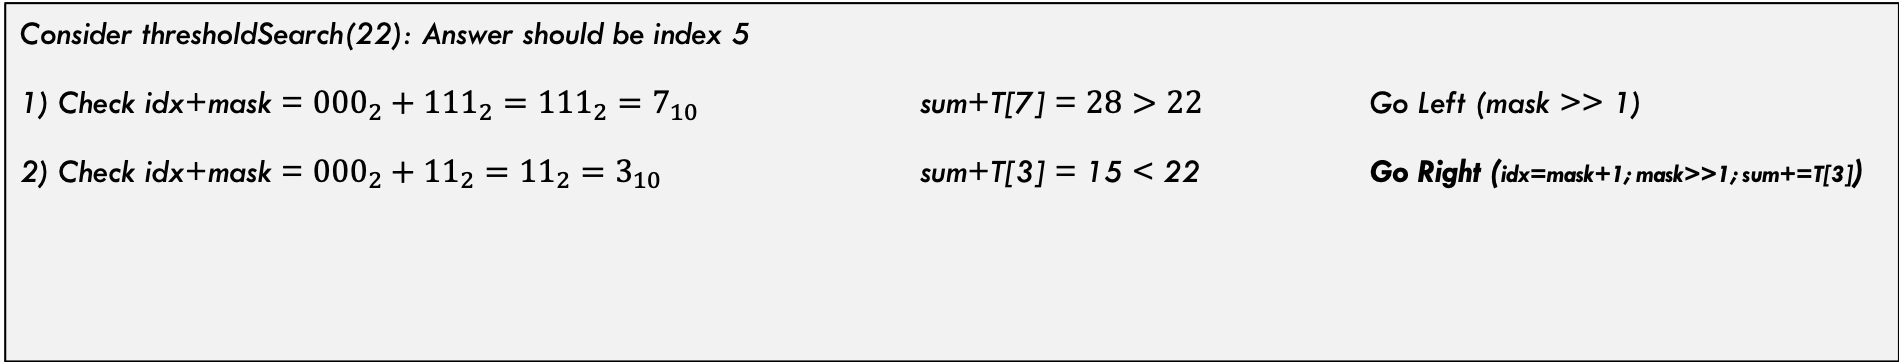 Consider thresholdSearch(22): Answer should be index 5
1) Check idx+mask = 000₂ + 111₂ = 111₂ = 7₁₀ sum+T[7] = 28 > 22 Go Left (mask >> 1)
2) Check idx+mask = 000₂ + 11₂ = 11₂ = 3₁₀ sum+T[3] = 15 < 22 Go Right (idx=mask+1; mask>>1; sum+=T[3])